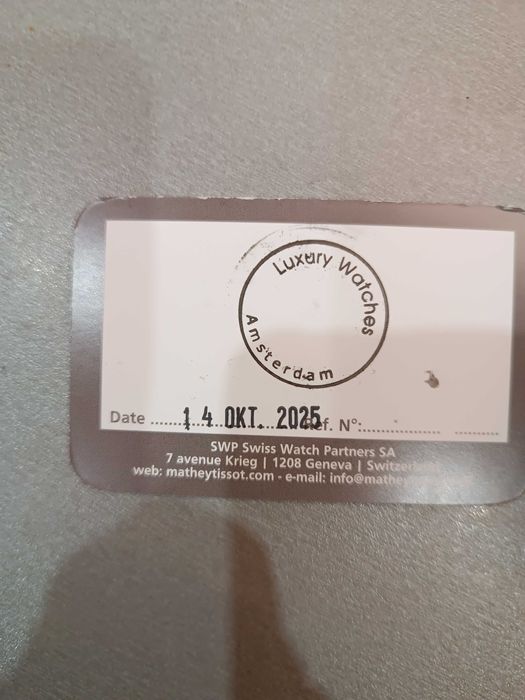 Luxury Watches
Amsterdam
Date ........ 14 OKT. 2025 Ref. N°: ........
SWP Swiss Watch Partners SA
7 avenue Krieg | 1208 Geneva |
web: matheytissot.com - e-mail: